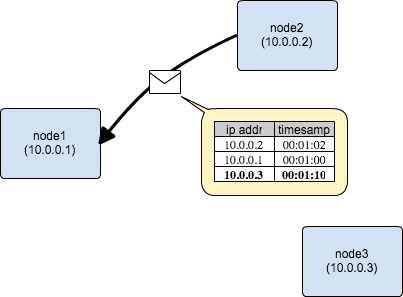 node2
(10.0.0.2)
node1
(10.0.0.1)
ip addr timesamp
10.0.0.2 00:01:02
10.0.0.1 00:01:00
10.0.0.3 00:01:10
node3
(10.0.0.3)